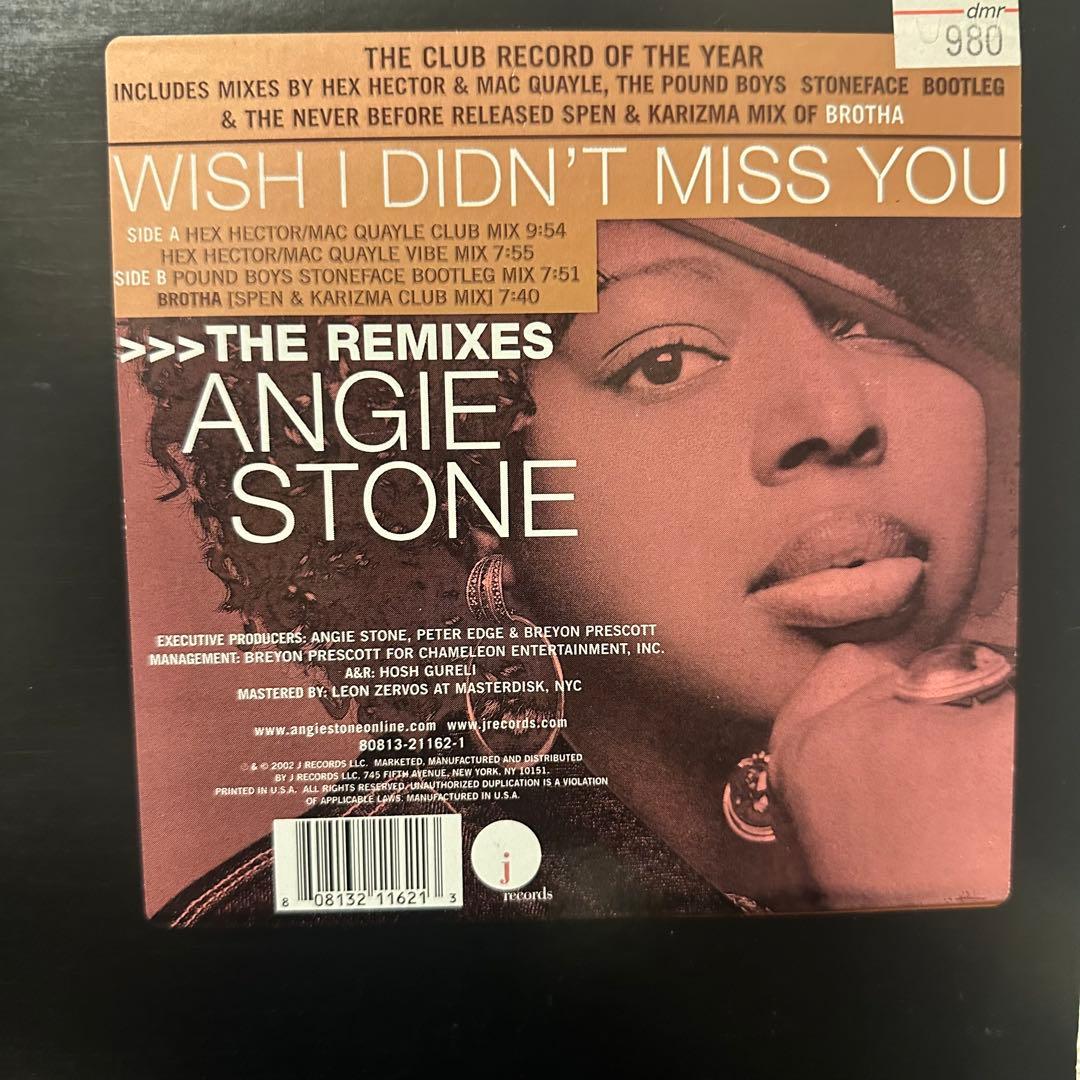 dmr
980
THE CLUB RECORD OF THE YEAR
INCLUDES MIXES BY HEX HECTOR & MAC QUAYLE, THE POUND BOYS STONEFACE BOOTLEG
& THE NEVER BEFORE RELEASED SPEN & KARIZMA MIX OF BROTHA
WISH I DIDN'T MISS YOU
SIDE A HEX HECTOR/MAC QUAYLE CLUB MIX 9:54
HEX HECTOR/MAC QUAYLE VIBE MIX 7:55
SIDE B POUND BOYS STONEFACE BOOTLEG MIX 7:51
BROTHA [SPEN & KARIZMA CLUB MIX] 7:40
>>>THE REMIXES
ANGIE
STONE
EXECUTIVE PRODUCERS: ANGIE STONE, PETER EDGE & BREYON PRESCOTT
MANAGEMENT: BREYON PRESCOTT FOR CHAMELEON ENTERTAINMENT, INC.
A&R: HOSH GURELI
MASTERED BY: LEON ZERVOS AT MASTERDISK, NYC
www.angiestoneonline.com www.jrecords.com
80813-21162-1
℗ & © 2002 J RECORDS LLC. MARKETED, MANUFACTURED AND DISTRIBUTED
BY J RECORDS LLC, 745 FIFTH AVENUE, NEW YORK, NY 10151.
PRINTED IN U.S.A. ALL RIGHTS RESERVED. UNAUTHORIZED DUPLICATION IS A VIOLATION
OF APPLICABLE LAWS. MANUFACTURED IN U.S.A.
8 08132 11621 3
j
records